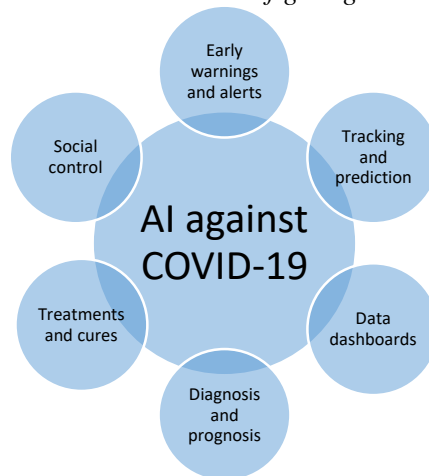 Early
warnings
and alerts
Social
control
Tracking
and
prediction
AI against
COVID-19
Treatments
and cures
Data
dashboards
Diagnosis
and
prognosis